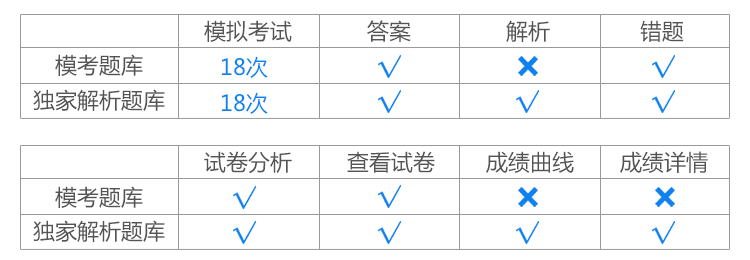 模拟考试 答案 解析 错题
模考题库 18次 √ ✖ √
独家解析题库 18次 √ √ √
试卷分析 查看试卷 成绩曲线 成绩详情
模考题库 √ √ ✖ ✖
独家解析题库 √ √ √ √